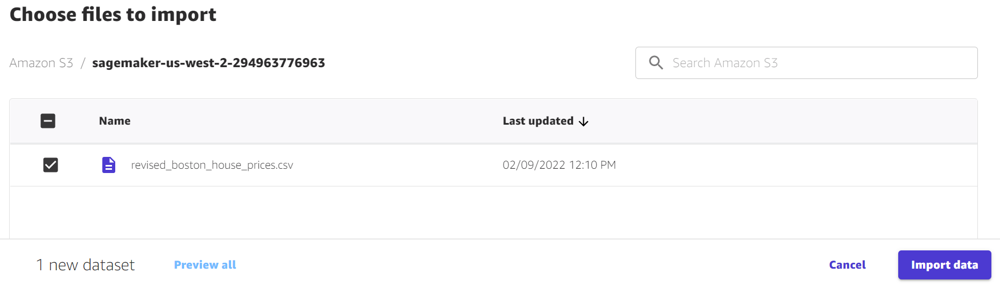 Choose files to import
Amazon S3 / sagemaker-us-west-2-294963776963
Search Amazon S3
Name Last updated
revised_boston_house_prices.csv 02/09/2022 12:10 PM
1 new dataset Preview all Cancel Import data